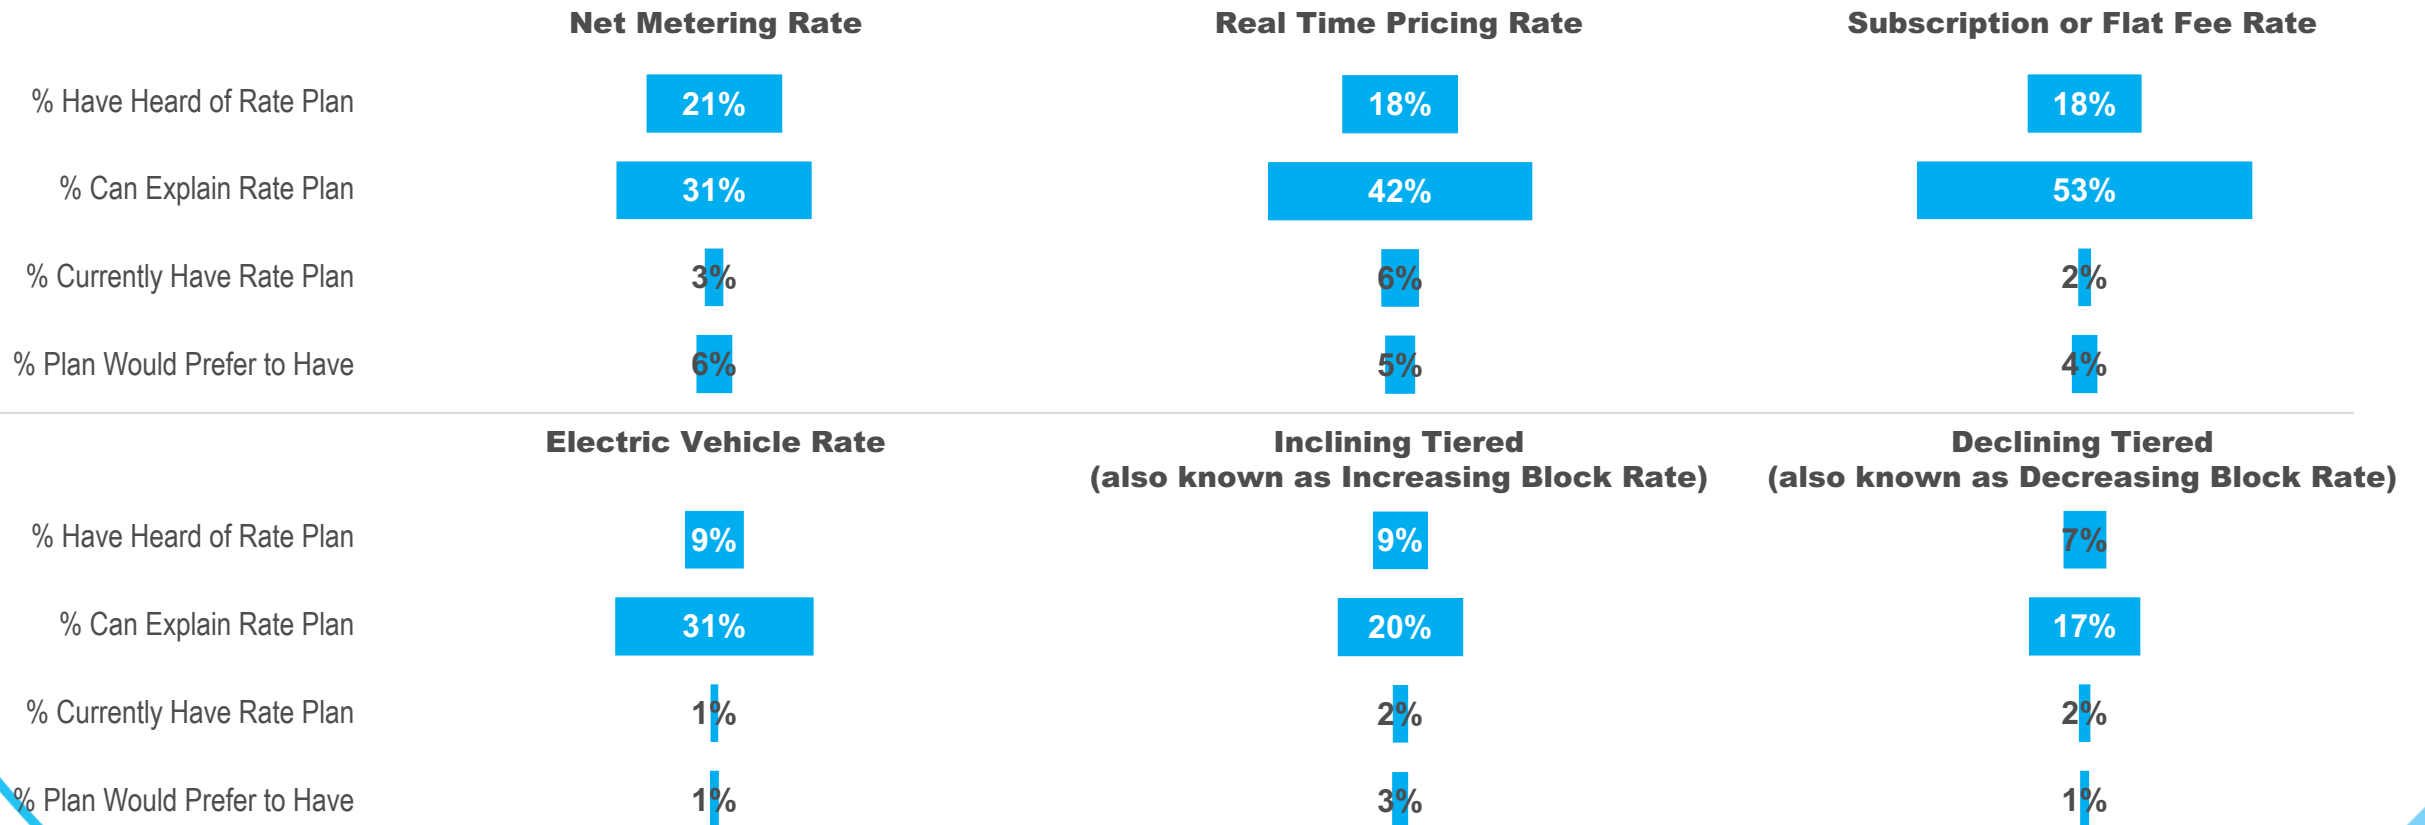 Net Metering Rate
Real Time Pricing Rate
Subscription or Flat Fee Rate
% Have Heard of Rate Plan
21%
18%
18%
% Can Explain Rate Plan
31%
42%
53%
% Currently Have Rate Plan
3%
6%
2%
% Plan Would Prefer to Have
6%
5%
4%
Electric Vehicle Rate
Inclining Tiered
(also known as Increasing Block Rate)
Declining Tiered
(also known as Decreasing Block Rate)
% Have Heard of Rate Plan
9%
9%
7%
% Can Explain Rate Plan
31%
20%
17%
% Currently Have Rate Plan
1%
2%
2%
% Plan Would Prefer to Have
1%
3%
1%